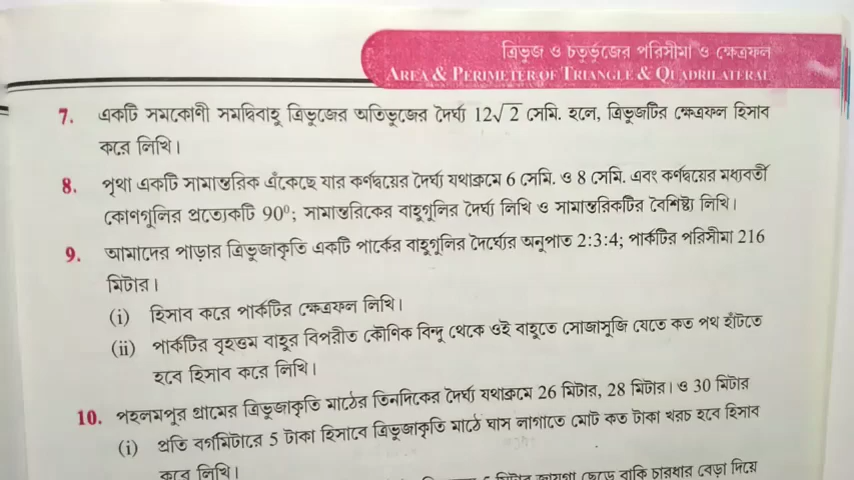 ত্রিভুজ ও চতুর্ভুজের পরিসীমা ও ক্ষেত্রফল
AREA & PERIMETER OF TRIANGLE & QUADRILATERAL
7. একটি সমকোণী সমদ্বিবাহু ত্রিভুজের অতিভুজের দৈর্ঘ্য 12√2 সেমি. হলে, ত্রিভুজটির ক্ষেত্রফল হিসাব
করে লিখি।
8. পৃথা একটি সামান্তরিক এঁকেছে যার কর্ণদ্বয়ের দৈর্ঘ্য যথাক্রমে 6 সেমি. ও 8 সেমি. এবং কর্ণদ্বয়ের মধ্যবর্তী
কোণগুলির প্রত্যেকটি 90⁰; সামান্তরিকের বাহুগুলির দৈর্ঘ্য লিখি ও সামান্তরিকটির বৈশিষ্ট্য লিখি।
9. আমাদের পাড়ার ত্রিভুজাকৃতি একটি পার্কের বাহুগুলির দৈর্ঘ্যের অনুপাত 2:3:4; পার্কটির পরিসীমা 216
মিটার।
(i) হিসাব করে পার্কটির ক্ষেত্রফল লিখি।
(ii) পার্কটির বৃহত্তম বাহুর বিপরীত কৌণিক বিন্দু থেকে ওই বাহুতে সোজাসুজি যেতে কত পথ হাঁটতে
হবে হিসাব করে লিখি।
10. পহলমপুর গ্রামের ত্রিভুজাকৃতি মাঠের তিনদিকের দৈর্ঘ্য যথাক্রমে 26 মিটার, 28 মিটার। ও 30 মিটার
(i) প্রতি বর্গমিটারে 5 টাকা হিসাবে ত্রিভুজাকৃতি মাঠে ঘাস লাগাতে মোট কত টাকা খরচ হবে হিসাব
করে লিখি।
মিটার জায়গা ছেড়ে বাকি চারধার বেড়া দিয়ে